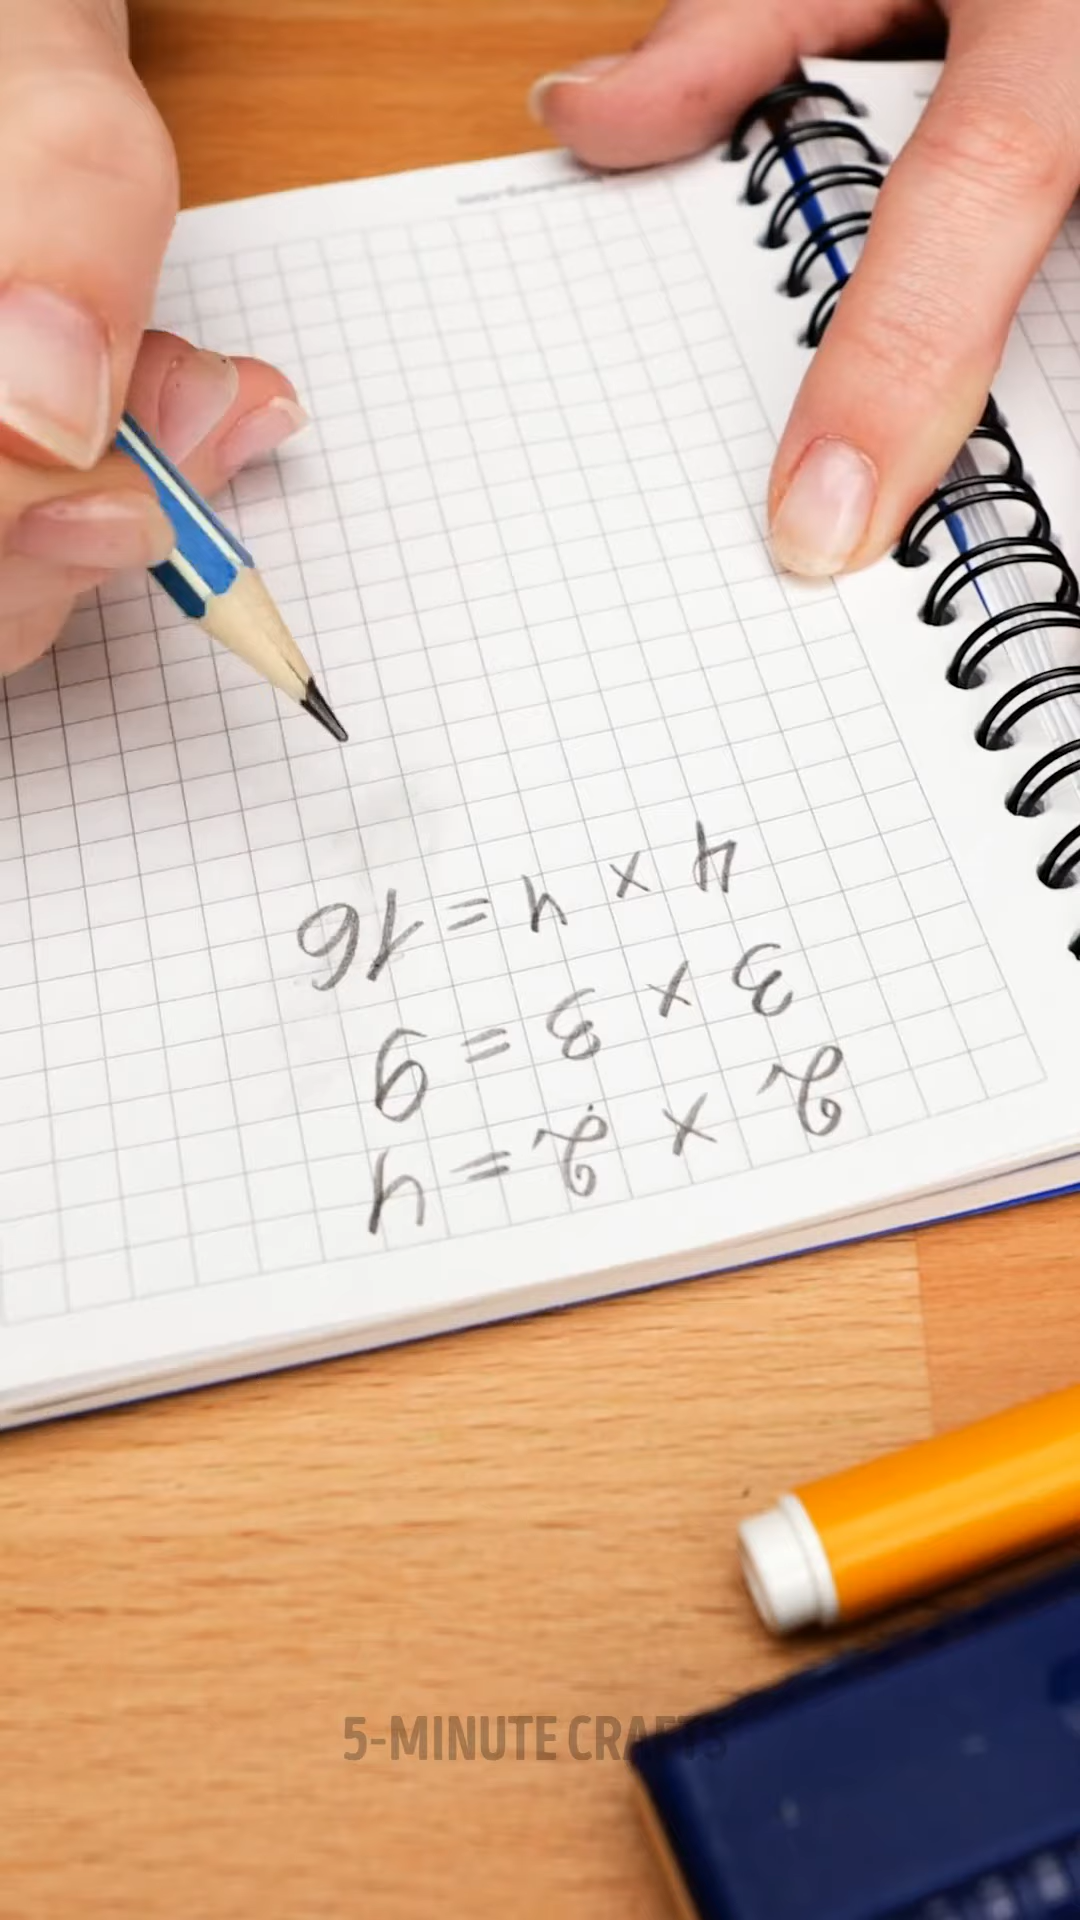 2 × 2 = 4
3 × 3 = 9
4 × 4 = 16
5-MINUTE CRAFTS